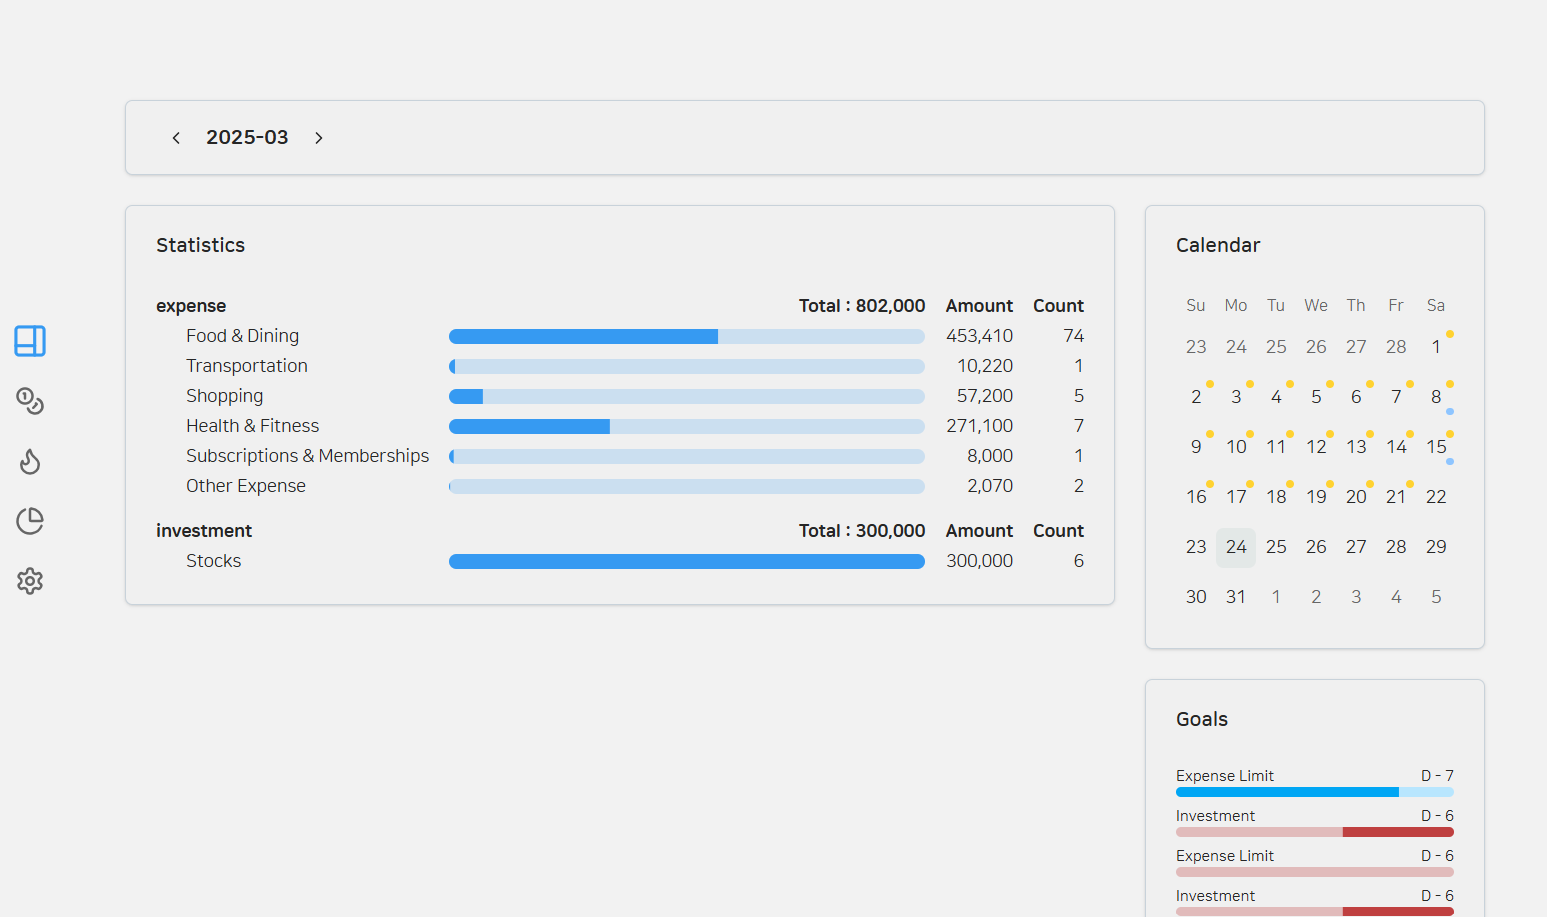 2025-03
Statistics
expense Total : 802,000 Amount Count
Food & Dining 453,410 74
Transportation 10,220 1
Shopping 57,200 5
Health & Fitness 271,100 7
Subscriptions & Memberships 8,000 1
Other Expense 2,070 2
investment Total : 300,000 Amount Count
Stocks 300,000 6
Calendar
Su Mo Tu We Th Fr Sa
23 24 25 26 27 28 1
2 3 4 5 6 7 8
9 10 11 12 13 14 15
16 17 18 19 20 21 22
23 24 25 26 27 28 29
30 31 1 2 3 4 5
Goals
Expense Limit D - 7
Investment D - 6
Expense Limit D - 6
Investment D - 6